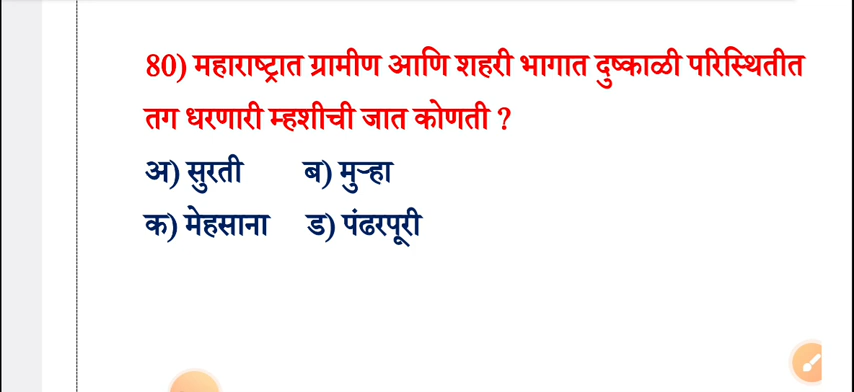 80) महाराष्ट्रात ग्रामीण आणि शहरी भागात दुष्काळी परिस्थितीत
तग धरणारी म्हशीची जात कोणती ?
अ) सुरती ब) मुऱ्हा
क) मेहसाना ड) पंढरपूरी